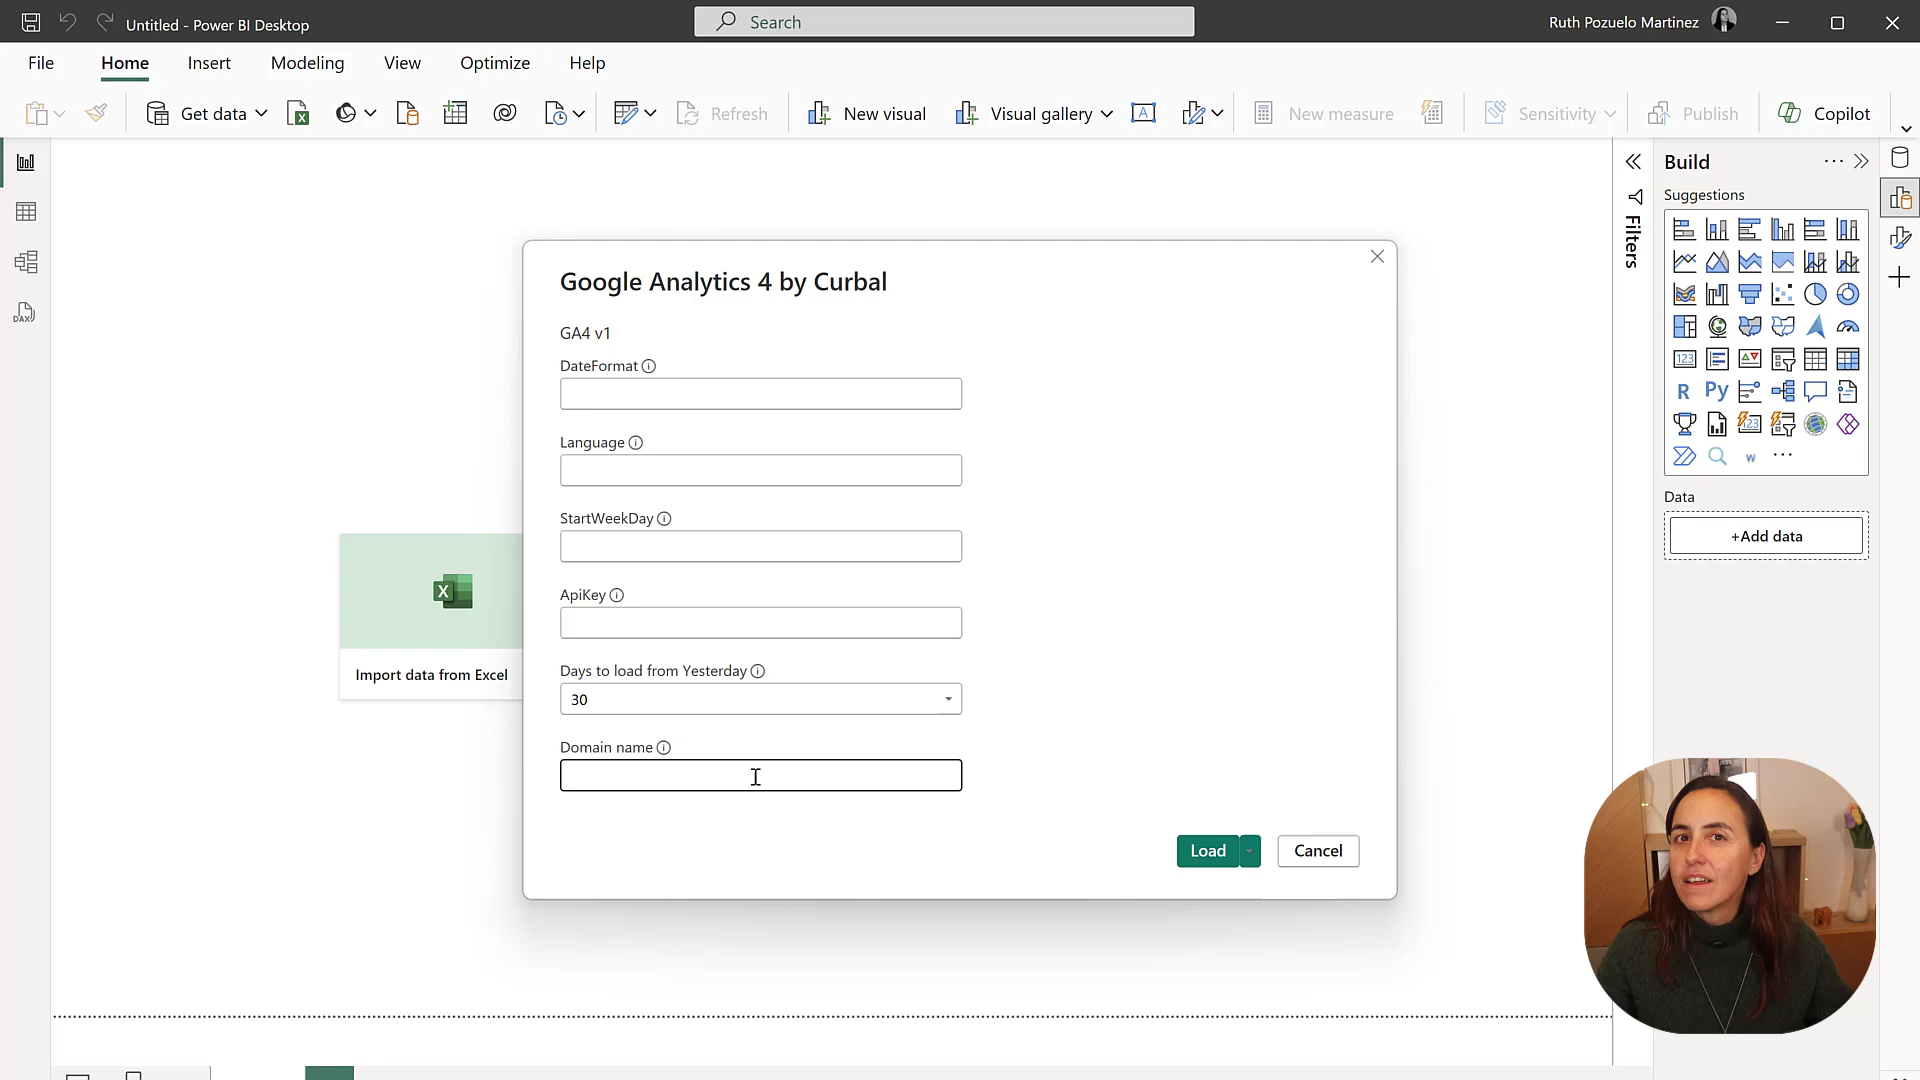 Untitled - Power BI Desktop
Search
Ruth Pozuelo Martinez
File
Home
Insert
Modeling
View
Optimize
Help
Get data
Refresh
New visual
Visual gallery
A
New measure
Sensitivity
Publish
Copilot
Build
Suggestions
Filters
123
R
Py
123
w
Data
+Add data
DAX
X
Import data from Excel
Google Analytics 4 by Curbal
GA4 v1
DateFormat
Language
StartWeekDay
ApiKey
Days to load from Yesterday
30
Domain name
Load
Cancel